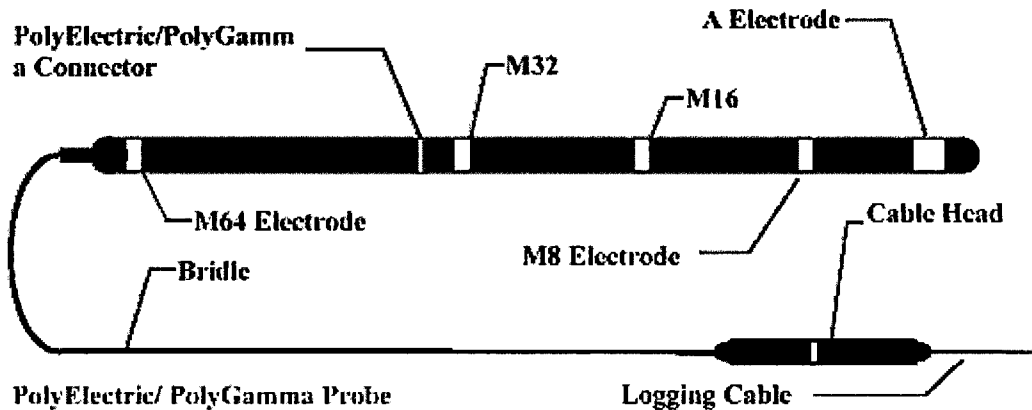 A Electrode
PolyElectric/PolyGamm
a Connector
M32
M16
M64 Electrode
M8 Electrode
Cable Head
Bridle
PolyElectric/ PolyGamma Probe
Logging Cable